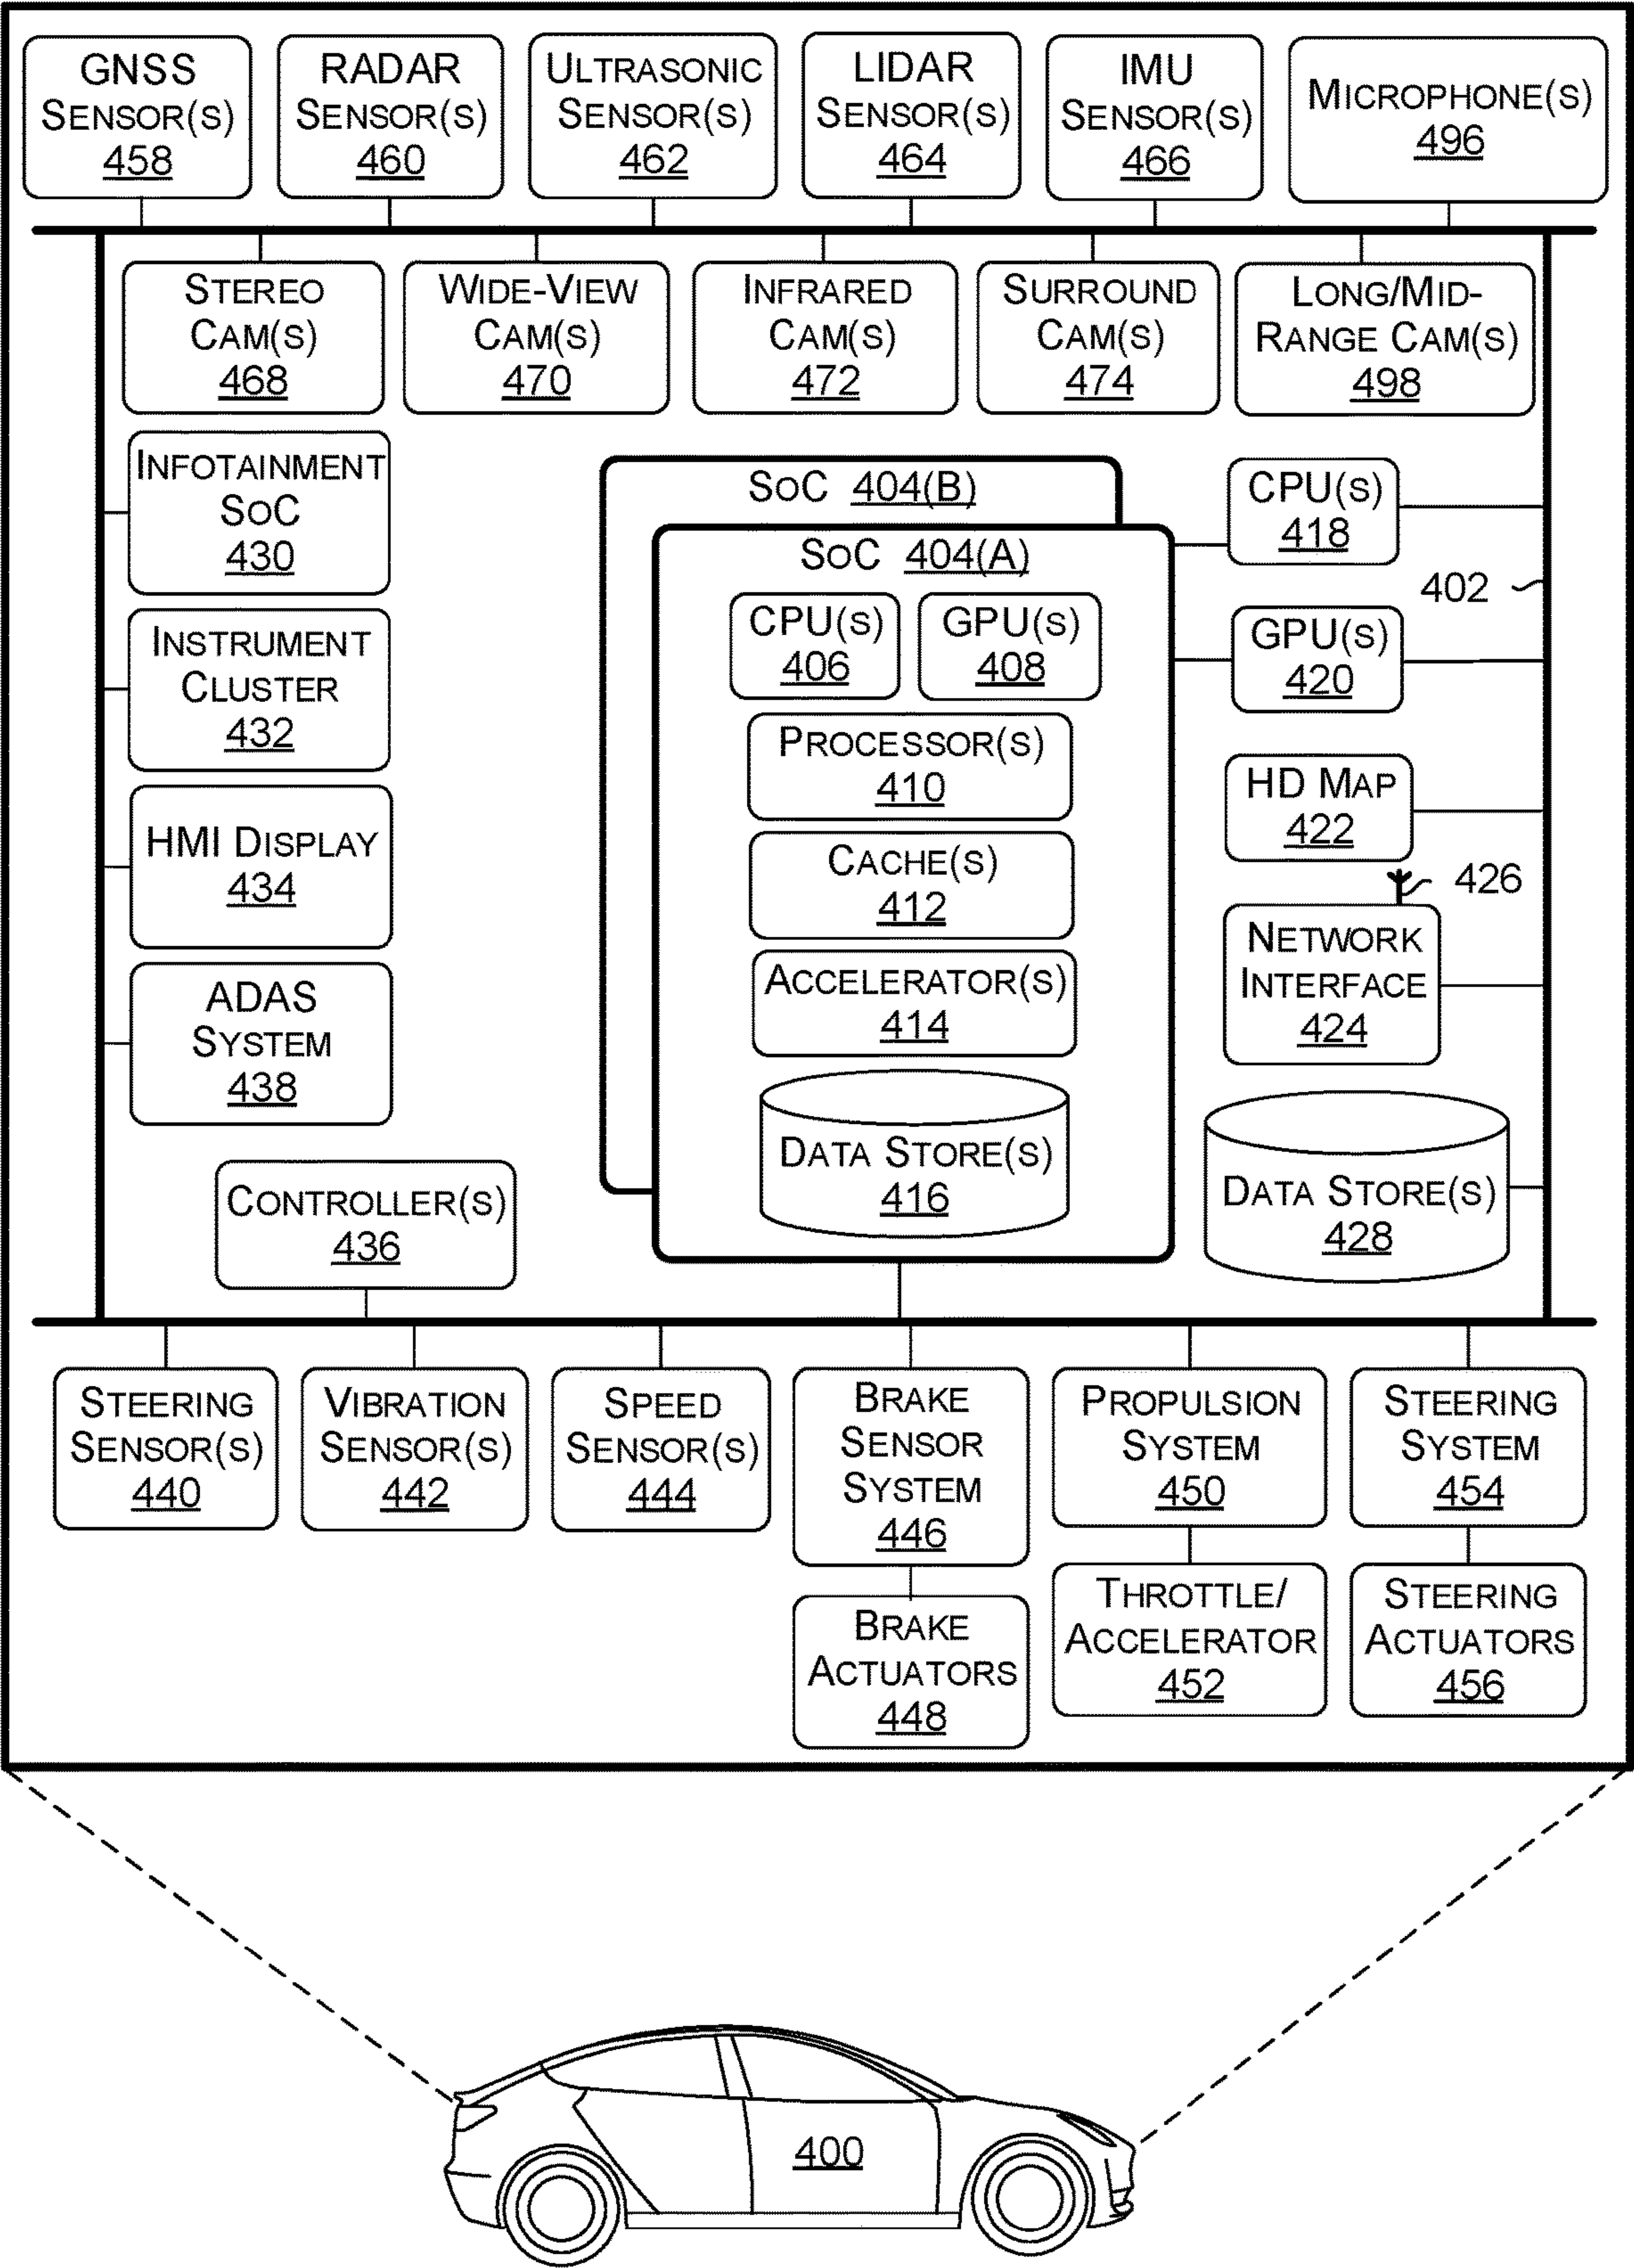 GNSS
SENSOR(S)
458
RADAR
SENSOR(S)
460
ULTRASONIC
SENSOR(S)
462
LIDAR
SENSOR(S)
464
IMU
SENSOR(S)
466
MICROPHONE(S)
496
STEREO
CAM(S)
468
WIDE-VIEW
CAM(S)
470
INFRARED
CAM(S)
472
SURROUND
CAM(S)
474
LONG/MID-
RANGE CAM(S)
498
INFOTAINMENT
SOC
430
INSTRUMENT
CLUSTER
432
HMI DISPLAY
434
ADAS
SYSTEM
438
CONTROLLER(S)
436
SOC 404(B)
SOC 404(A)
CPU(S)
406
GPU(S)
408
PROCESSOR(S)
410
CACHE(S)
412
ACCELERATOR(S)
414
DATA STORE(S)
416
CPU(S)
418
402
GPU(S)
420
HD MAP
422
426
NETWORK
INTERFACE
424
DATA STORE(S)
428
STEERING
SENSOR(S)
440
VIBRATION
SENSOR(S)
442
SPEED
SENSOR(S)
444
BRAKE
SENSOR
SYSTEM
446
PROPULSION
SYSTEM
450
STEERING
SYSTEM
454
BRAKE
ACTUATORS
448
THROTTLE/
ACCELERATOR
452
STEERING
ACTUATORS
456
400